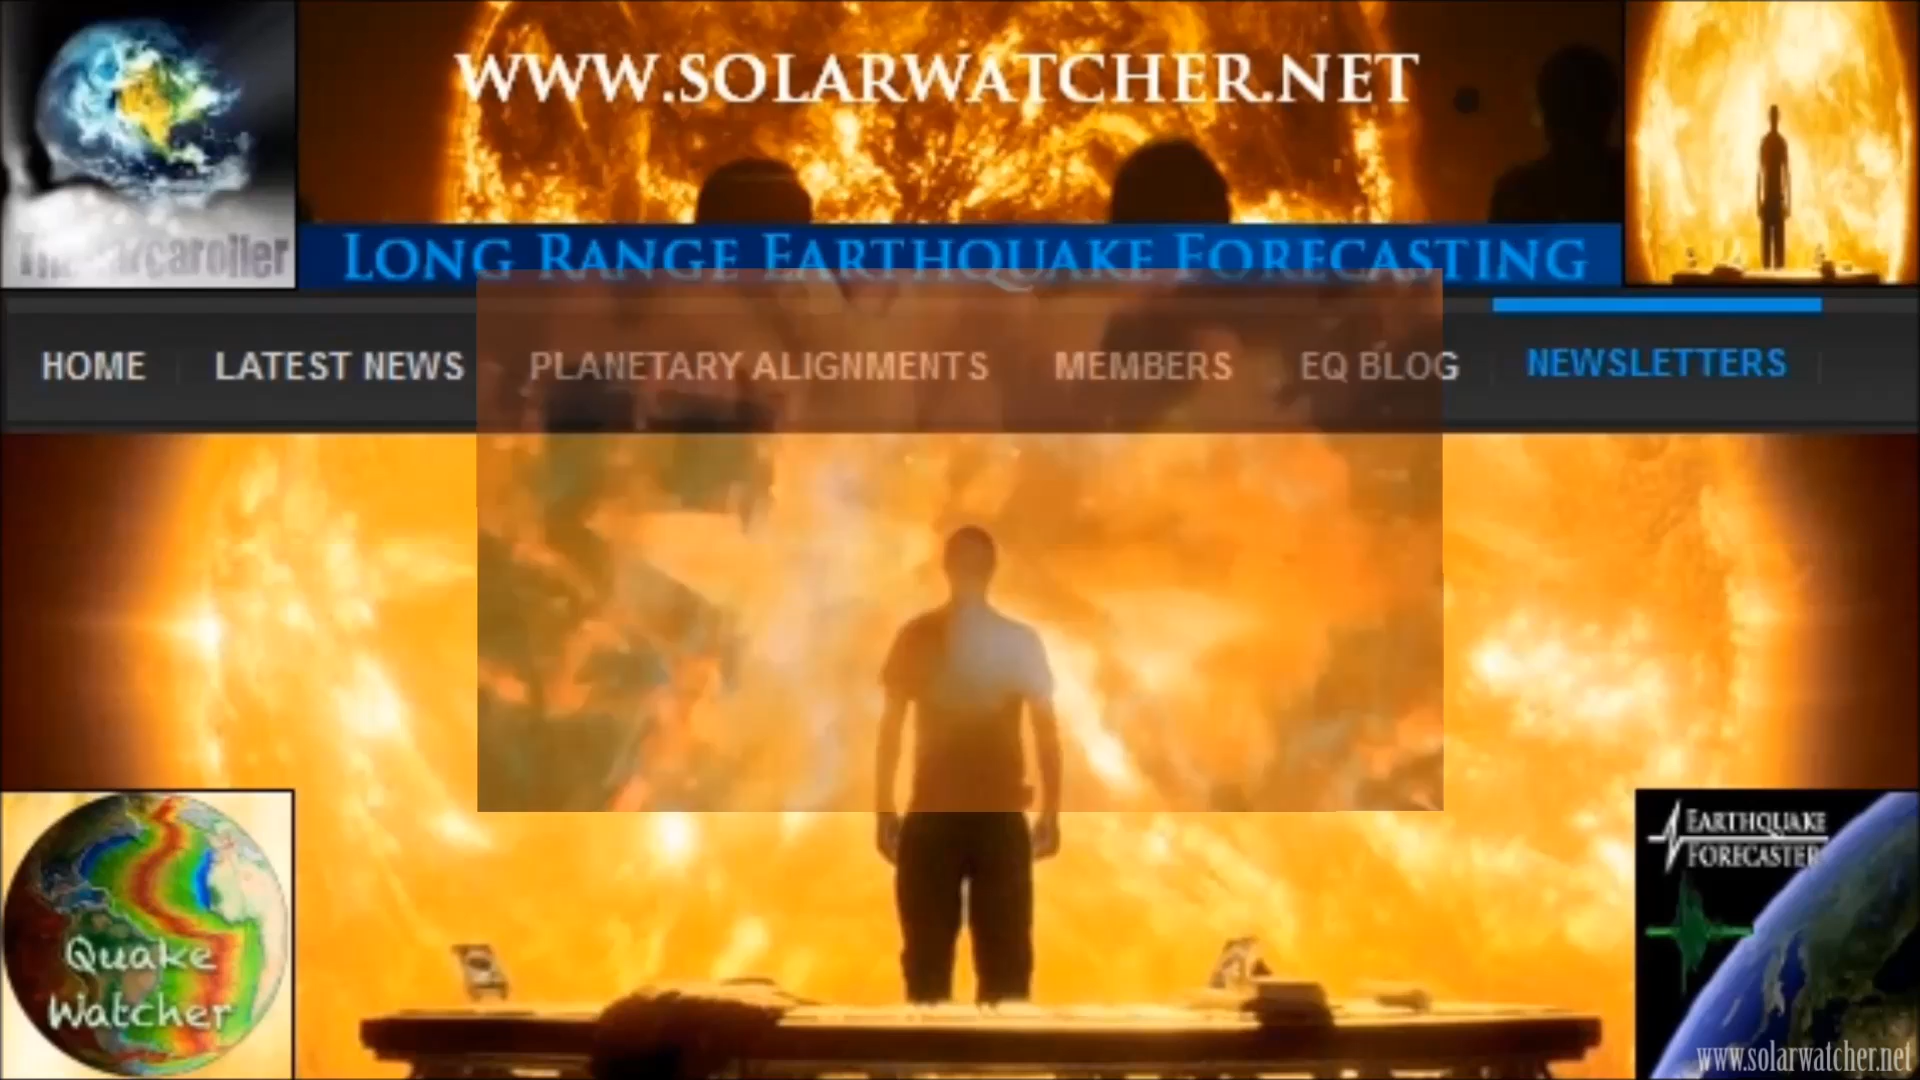 WWW.SOLARWATCHER.NET
LONG RANGE EARTHQUAKE FORECASTING
HOME
LATEST NEWS
PLANETARY ALIGNMENTS
MEMBERS
EQ BLOG
NEWSLETTERS
Quake
Watcher
EARTHQUAKE
FORECASTER
www.solarwatcher.net